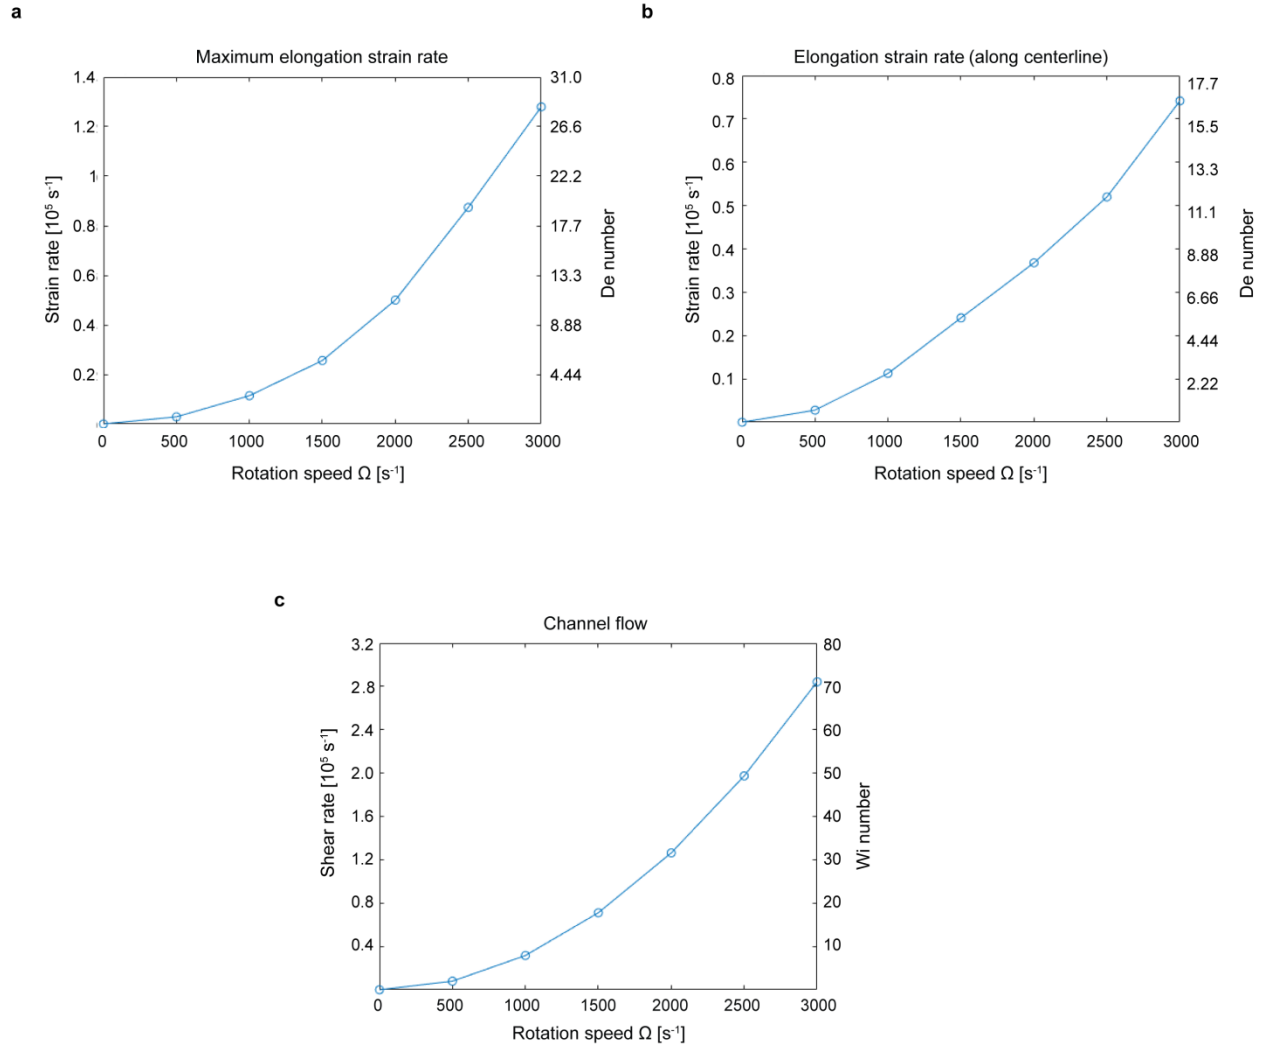 a
Maximum elongation strain rate
1.4
1.2
1
0.8
0.6
0.4
0.2
Strain rate [10⁵ s⁻¹]
31.0
26.6
22.2
17.7
13.3
8.88
4.44
De number
0 500 1000 1500 2000 2500 3000
Rotation speed Ω [s⁻¹]
b
Elongation strain rate (along centerline)
0.8
0.7
0.6
0.5
0.4
0.3
0.2
0.1
Strain rate [10⁵ s⁻¹]
17.7
15.5
13.3
11.1
8.88
6.66
4.44
2.22
De number
0 500 1000 1500 2000 2500 3000
Rotation speed Ω [s⁻¹]
c
Channel flow
3.2
2.8
2.4
2.0
1.6
1.2
0.8
0.4
Shear rate [10⁵ s⁻¹]
80
70
60
50
40
30
20
10
Wi number
0 500 1000 1500 2000 2500 3000
Rotation speed Ω [s⁻¹]